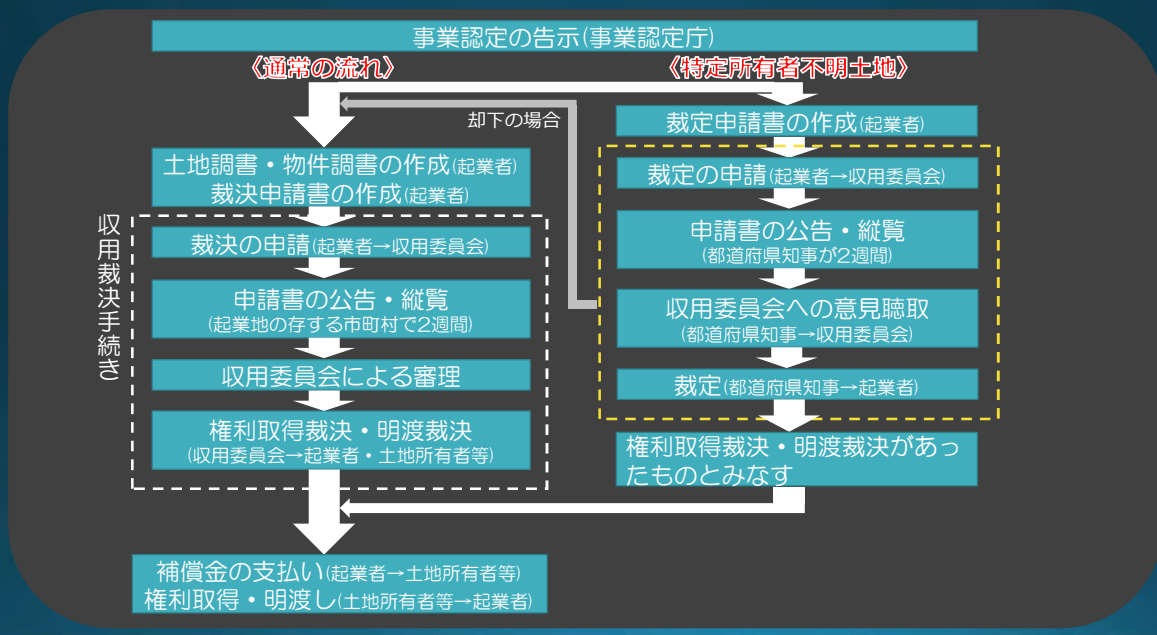 事業認定の告示(事業認定庁)
〈通常の流れ〉
〈特定所有者不明土地〉
却下の場合
土地調書・物件調書の作成(起業者)
裁決申請書の作成(起業者)
収用裁決手続き
裁決の申請(起業者→収用委員会)
申請書の公告・縦覧
(起業地の存する市町村で2週間)
収用委員会による審理
権利取得裁決・明渡裁決
(収用委員会→起業者・土地所有者等)
裁定申請書の作成(起業者)
裁定の申請(起業者→収用委員会)
申請書の公告・縦覧
(都道府県知事が2週間)
収用委員会への意見聴取
(都道府県知事→収用委員会)
裁定(都道府県知事→起業者)
権利取得裁決・明渡裁決があっ
たものとみなす
補償金の支払い(起業者→土地所有者等)
権利取得・明渡し(土地所有者等→起業者)